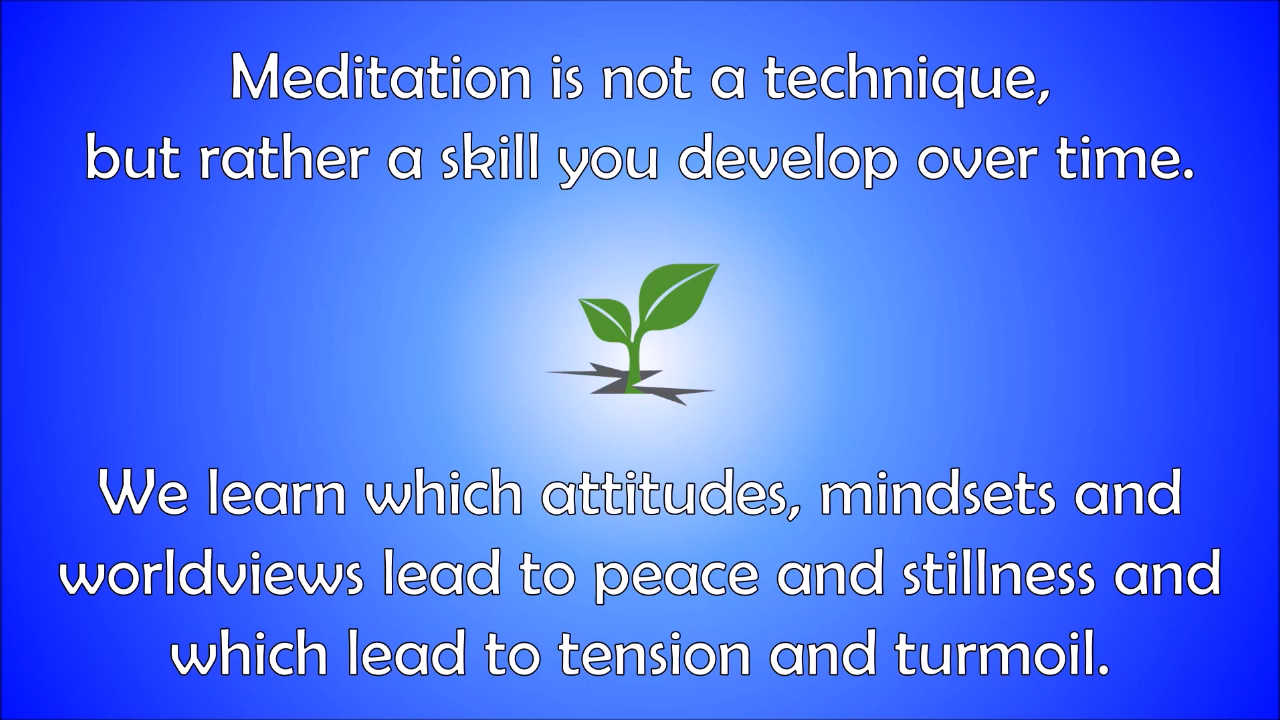 Meditation is not a technique,
but rather a skill you develop over time.
We learn which attitudes, mindsets and
worldviews lead to peace and stillness and
which lead to tension and turmoil.